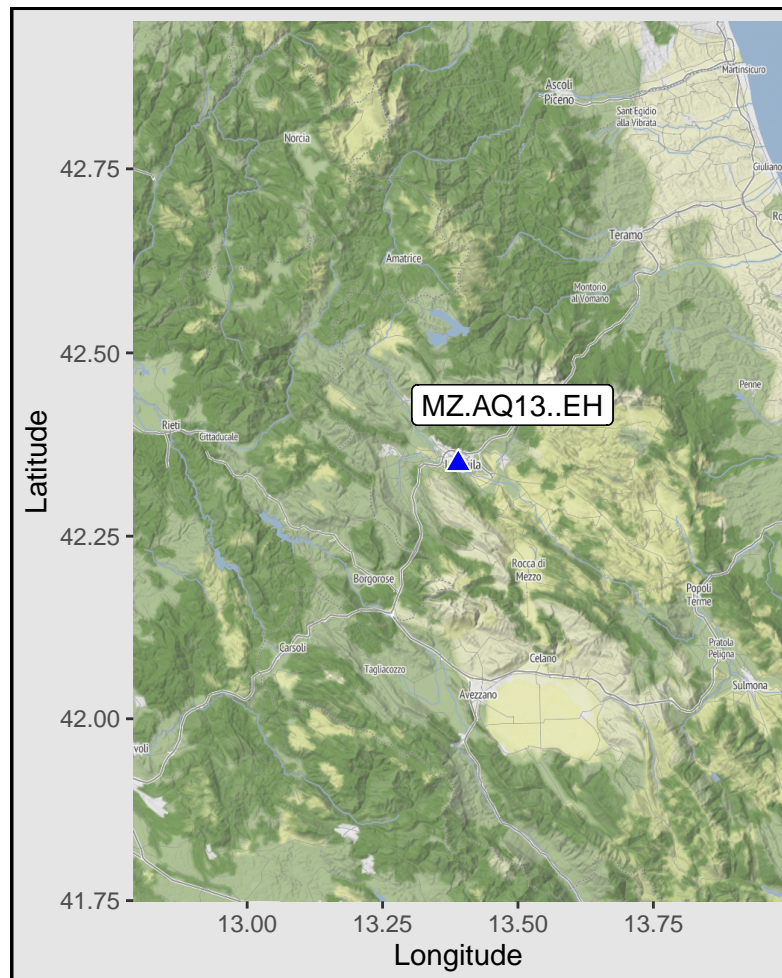 Martinsicuro
Ascoli
Piceno
Sant'Egidio
alla Vibrata
Norcia
42.75
Giuliano
Ro
Teramo
Amatrice
Montorio
al Vomano
42.50
Penne
MZ.AQ13..EH
Rieti
Cittaducale
Latitude
42.25
Rocca di
Mezzo
Borgorose
Popoli
Terme
Carsoli
Pratola
Peligna
Celano
Tagliacozzo
Sulmona
Avezzano
42.00
voli
41.75
13.00
13.25
13.50
13.75
Longitude